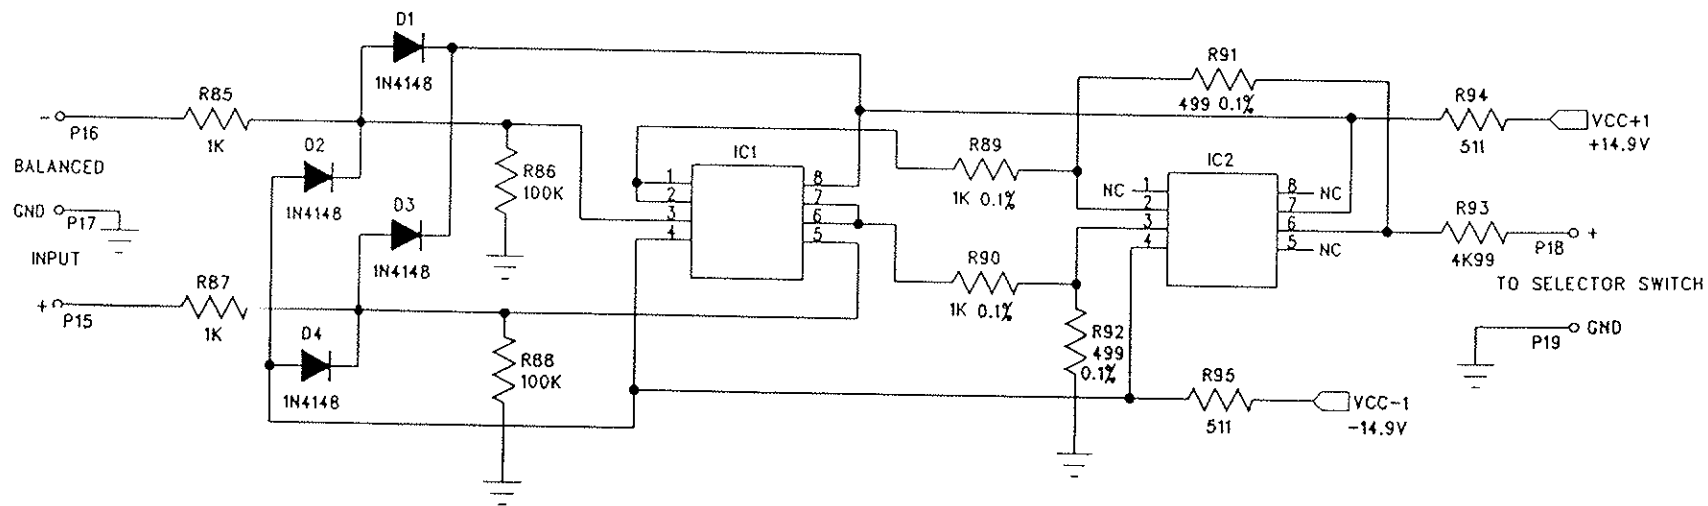 D1
1N4148
R91
499 0.1%
R85
1K
− P16
R94
511
VCC+1
+14.9V
D2
1N4148
BALANCED
R86
100K
IC1
1
2
3
4
8
7
6
5
R89
1K 0.1%
IC2
NC
1
2
3
4
8
7
6
5
NC
NC
GND
P17
D3
1N4148
R93
4K99
P18
+
INPUT
R90
1K 0.1%
TO SELECTOR SWITCH
+
P15
R87
1K
GND
P19
D4
1N4148
R88
100K
R92
499
0.1%
R95
511
VCC-1
-14.9V